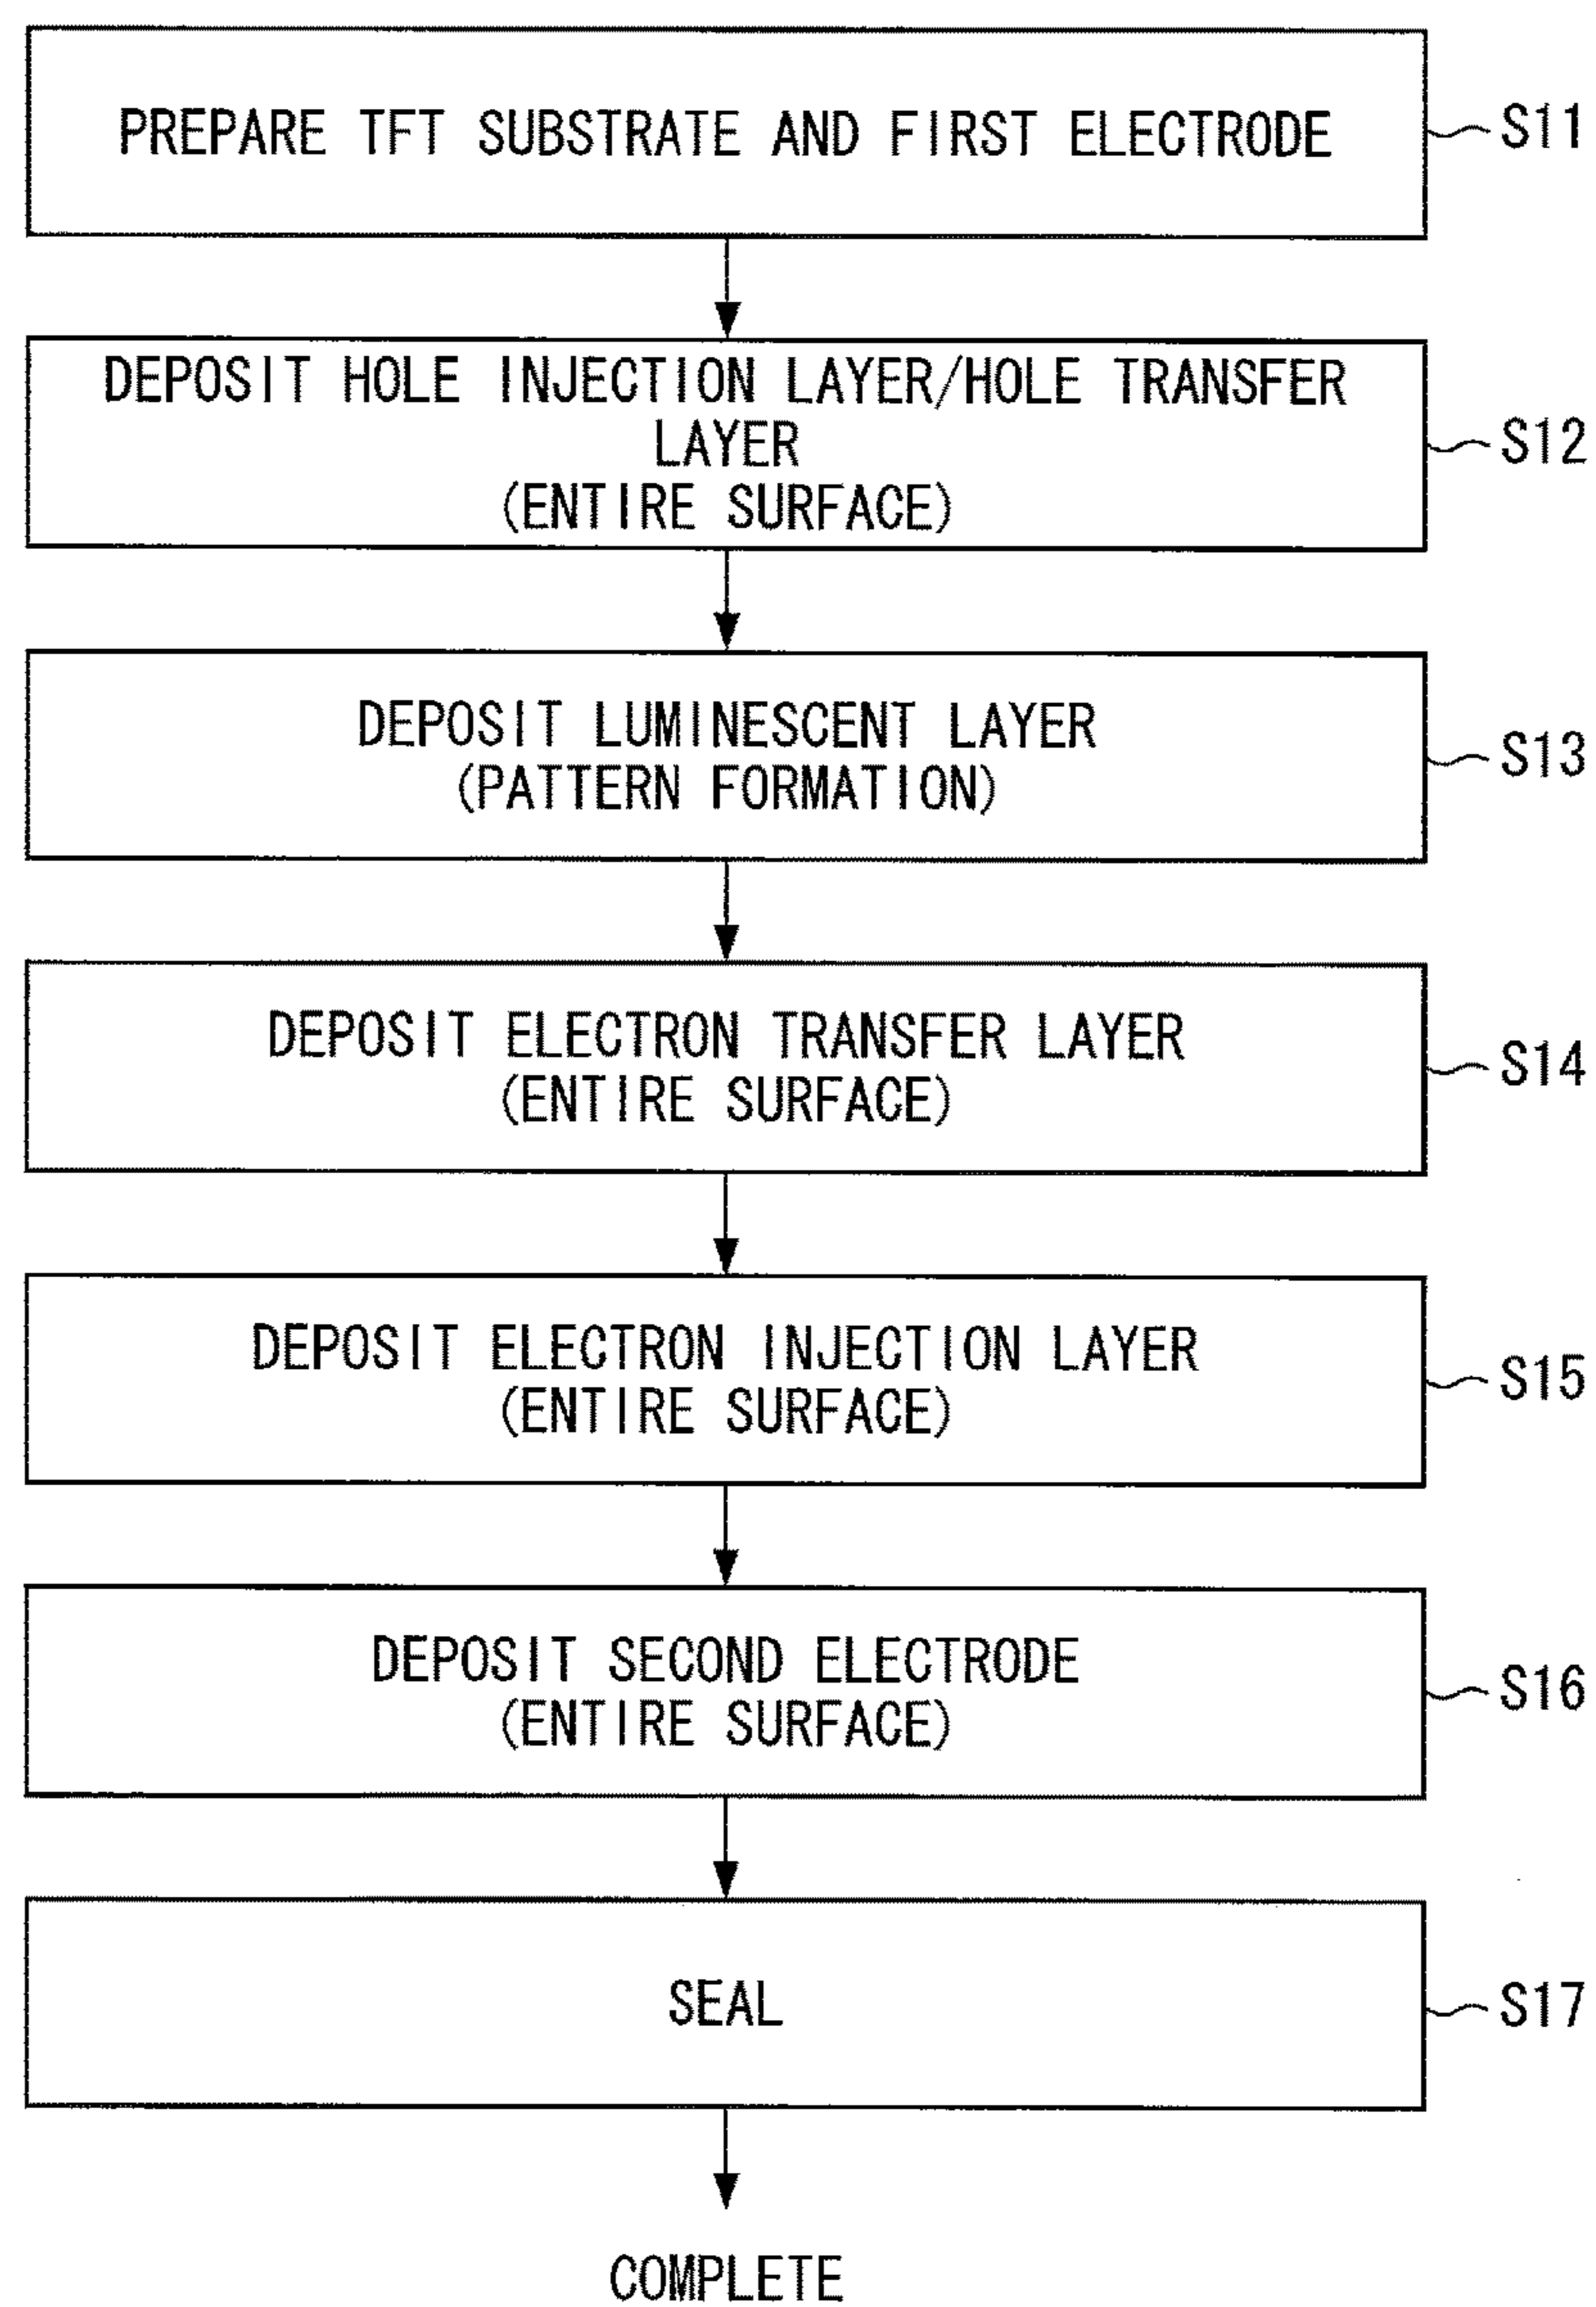 PREPARE TFT SUBSTRATE AND FIRST ELECTRODE
S11
DEPOSIT HOLE INJECTION LAYER/HOLE TRANSFER
LAYER
(ENTIRE SURFACE)
S12
DEPOSIT LUMINESCENT LAYER
(PATTERN FORMATION)
S13
DEPOSIT ELECTRON TRANSFER LAYER
(ENTIRE SURFACE)
S14
DEPOSIT ELECTRON INJECTION LAYER
(ENTIRE SURFACE)
S15
DEPOSIT SECOND ELECTRODE
(ENTIRE SURFACE)
S16
SEAL
S17
COMPLETE